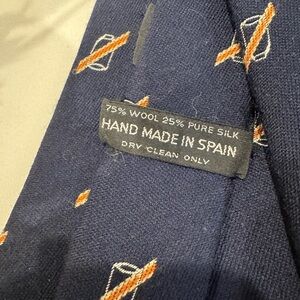 75% WOOL 25% PURE SILK
HAND MADE IN SPAIN
DRY CLEAN ONLY